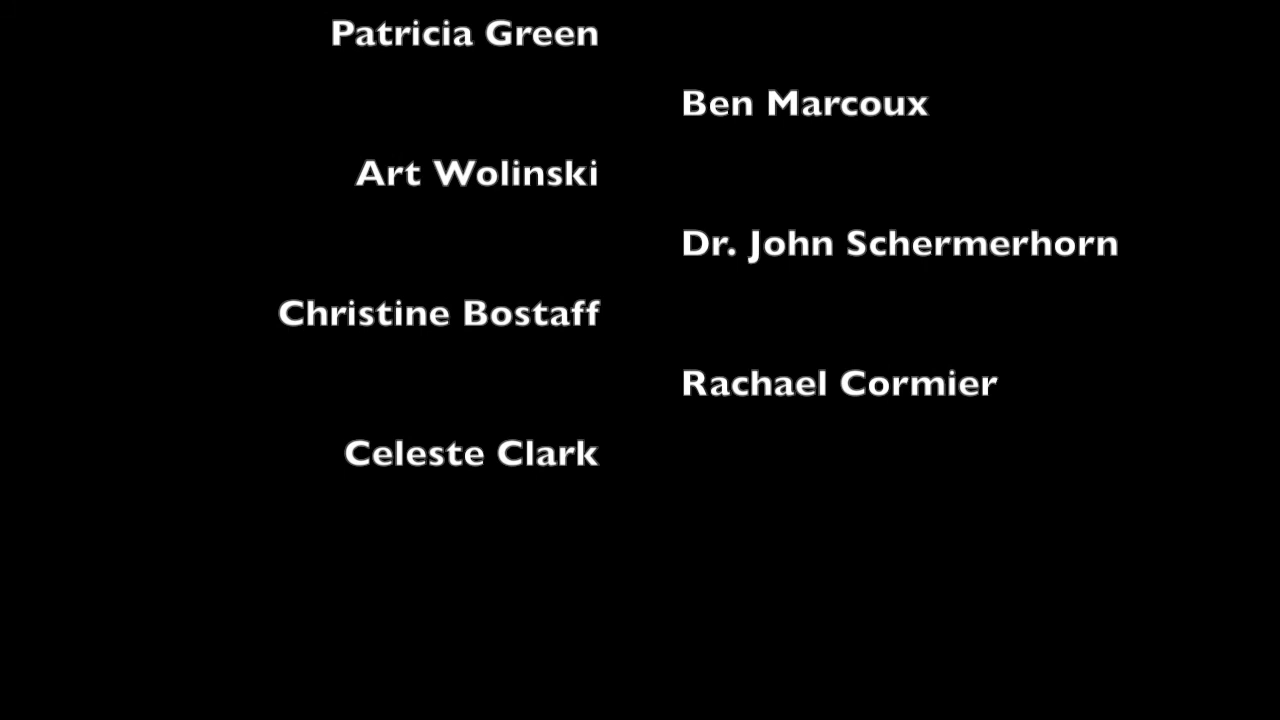 Patricia Green
Ben Marcoux
Art Wolinski
Dr. John Schermerhorn
Christine Bostaff
Rachael Cormier
Celeste Clark